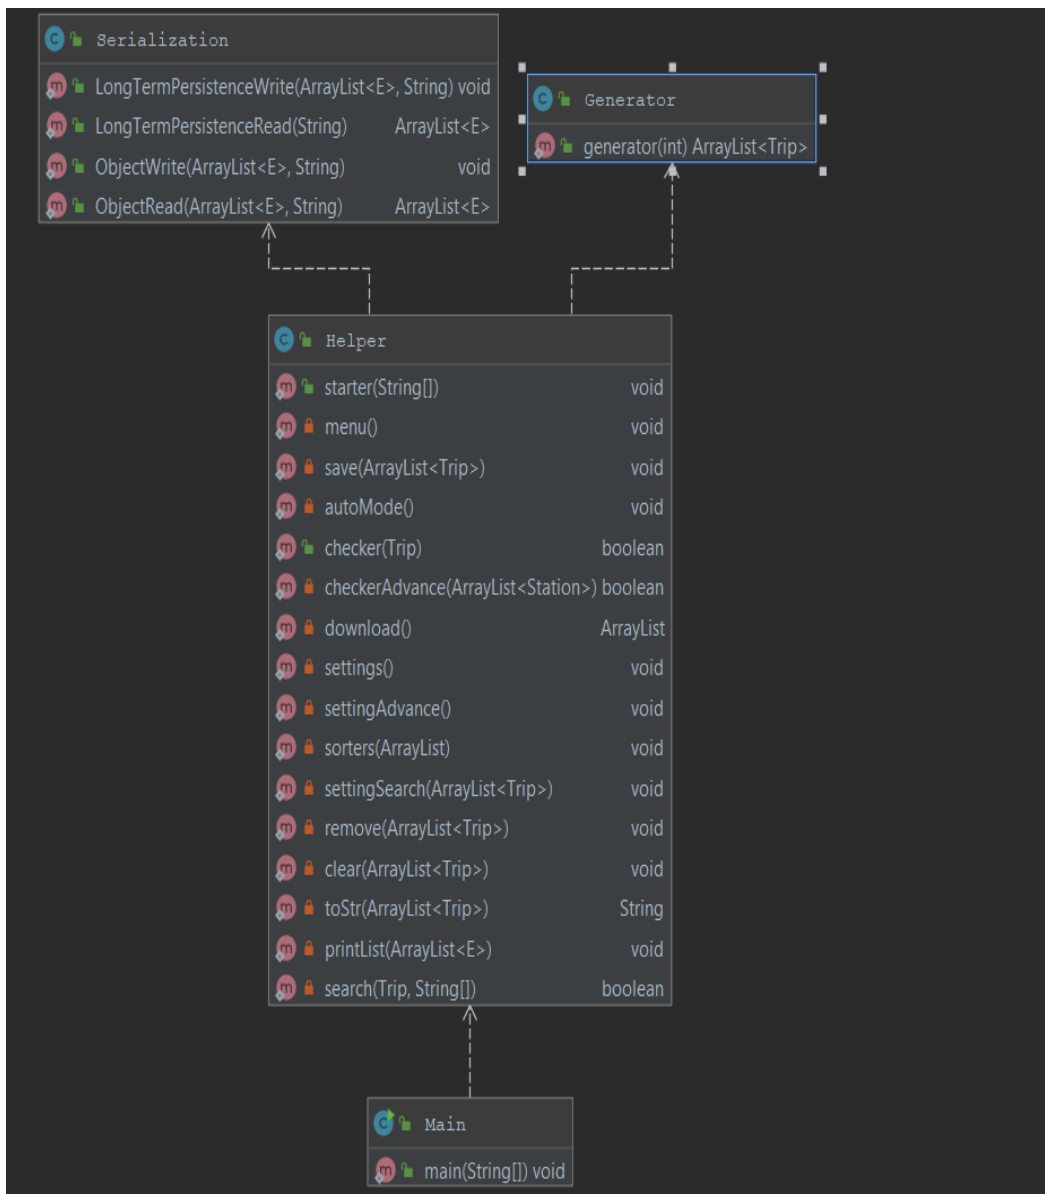 Serialization
LongTermPersistenceWrite(ArrayList<E>, String) void
LongTermPersistenceRead(String) ArrayList<E>
ObjectWrite(ArrayList<E>, String) void
ObjectRead(ArrayList<E>, String) ArrayList<E>
Generator
generator(int) ArrayList<Trip>
Helper
starter(String[]) void
menu() void
save(ArrayList<Trip>) void
autoMode() void
checker(Trip) boolean
checkerAdvance(ArrayList<Station>) boolean
download() ArrayList
settings() void
settingAdvance() void
sorters(ArrayList) void
settingSearch(ArrayList<Trip>) void
remove(ArrayList<Trip>) void
clear(ArrayList<Trip>) void
toStr(ArrayList<Trip>) String
printList(ArrayList<E>) void
search(Trip, String[]) boolean
Main
main(String[]) void